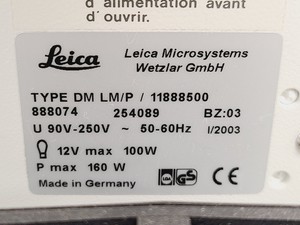 d'alimentation avant
d'ouvrir.
Leica
Leica Microsystems
Wetzlar GmbH
TYPE DM LM/P / 11888500
888074 254089 BZ:03
U 90V-250V ~ 50-60Hz I/2003
12V max 100W
P max 160 W
Made in Germany
GS